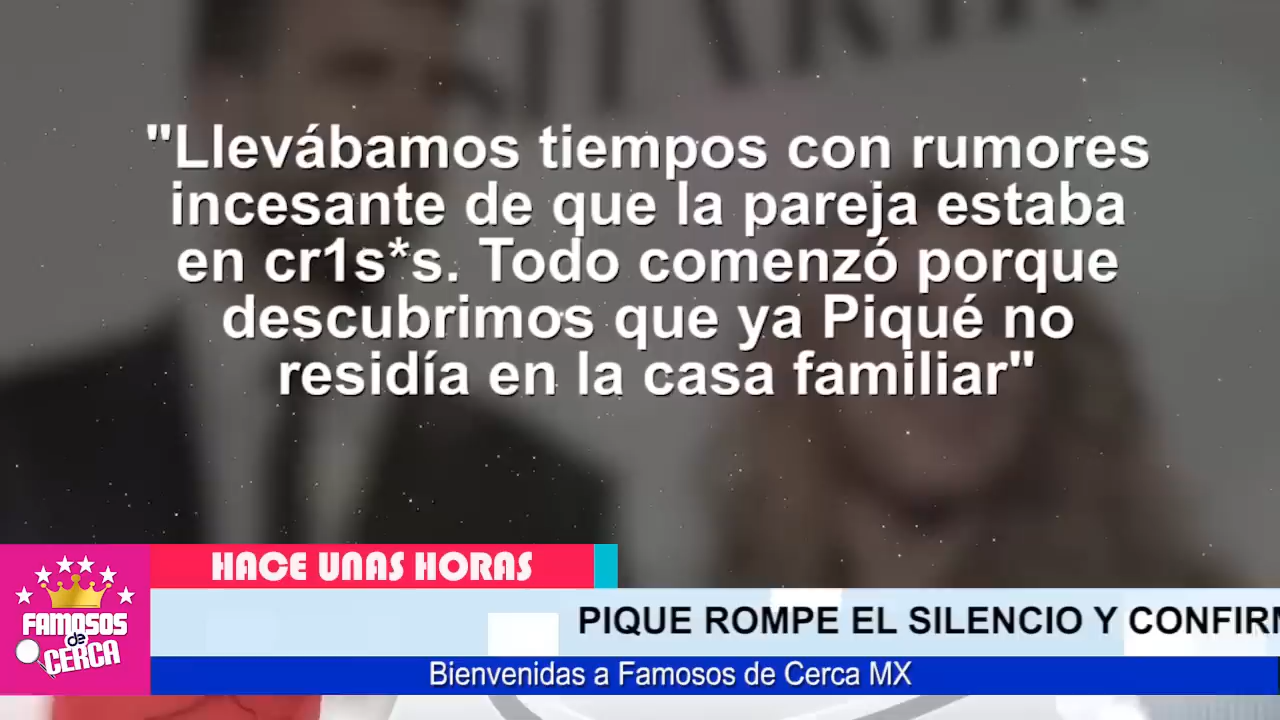 "Llevábamos tiempos con rumores
incesante de que la pareja estaba
en cr1s*s. Todo comenzó porque
descubrimos que ya Piqué no
residía en la casa familiar"
HACE UNAS HORAS
PIQUE ROMPE EL SILENCIO Y CONFIRM
FAMOSOS
de
CERCA
Bienvenidas a Famosos de Cerca MX